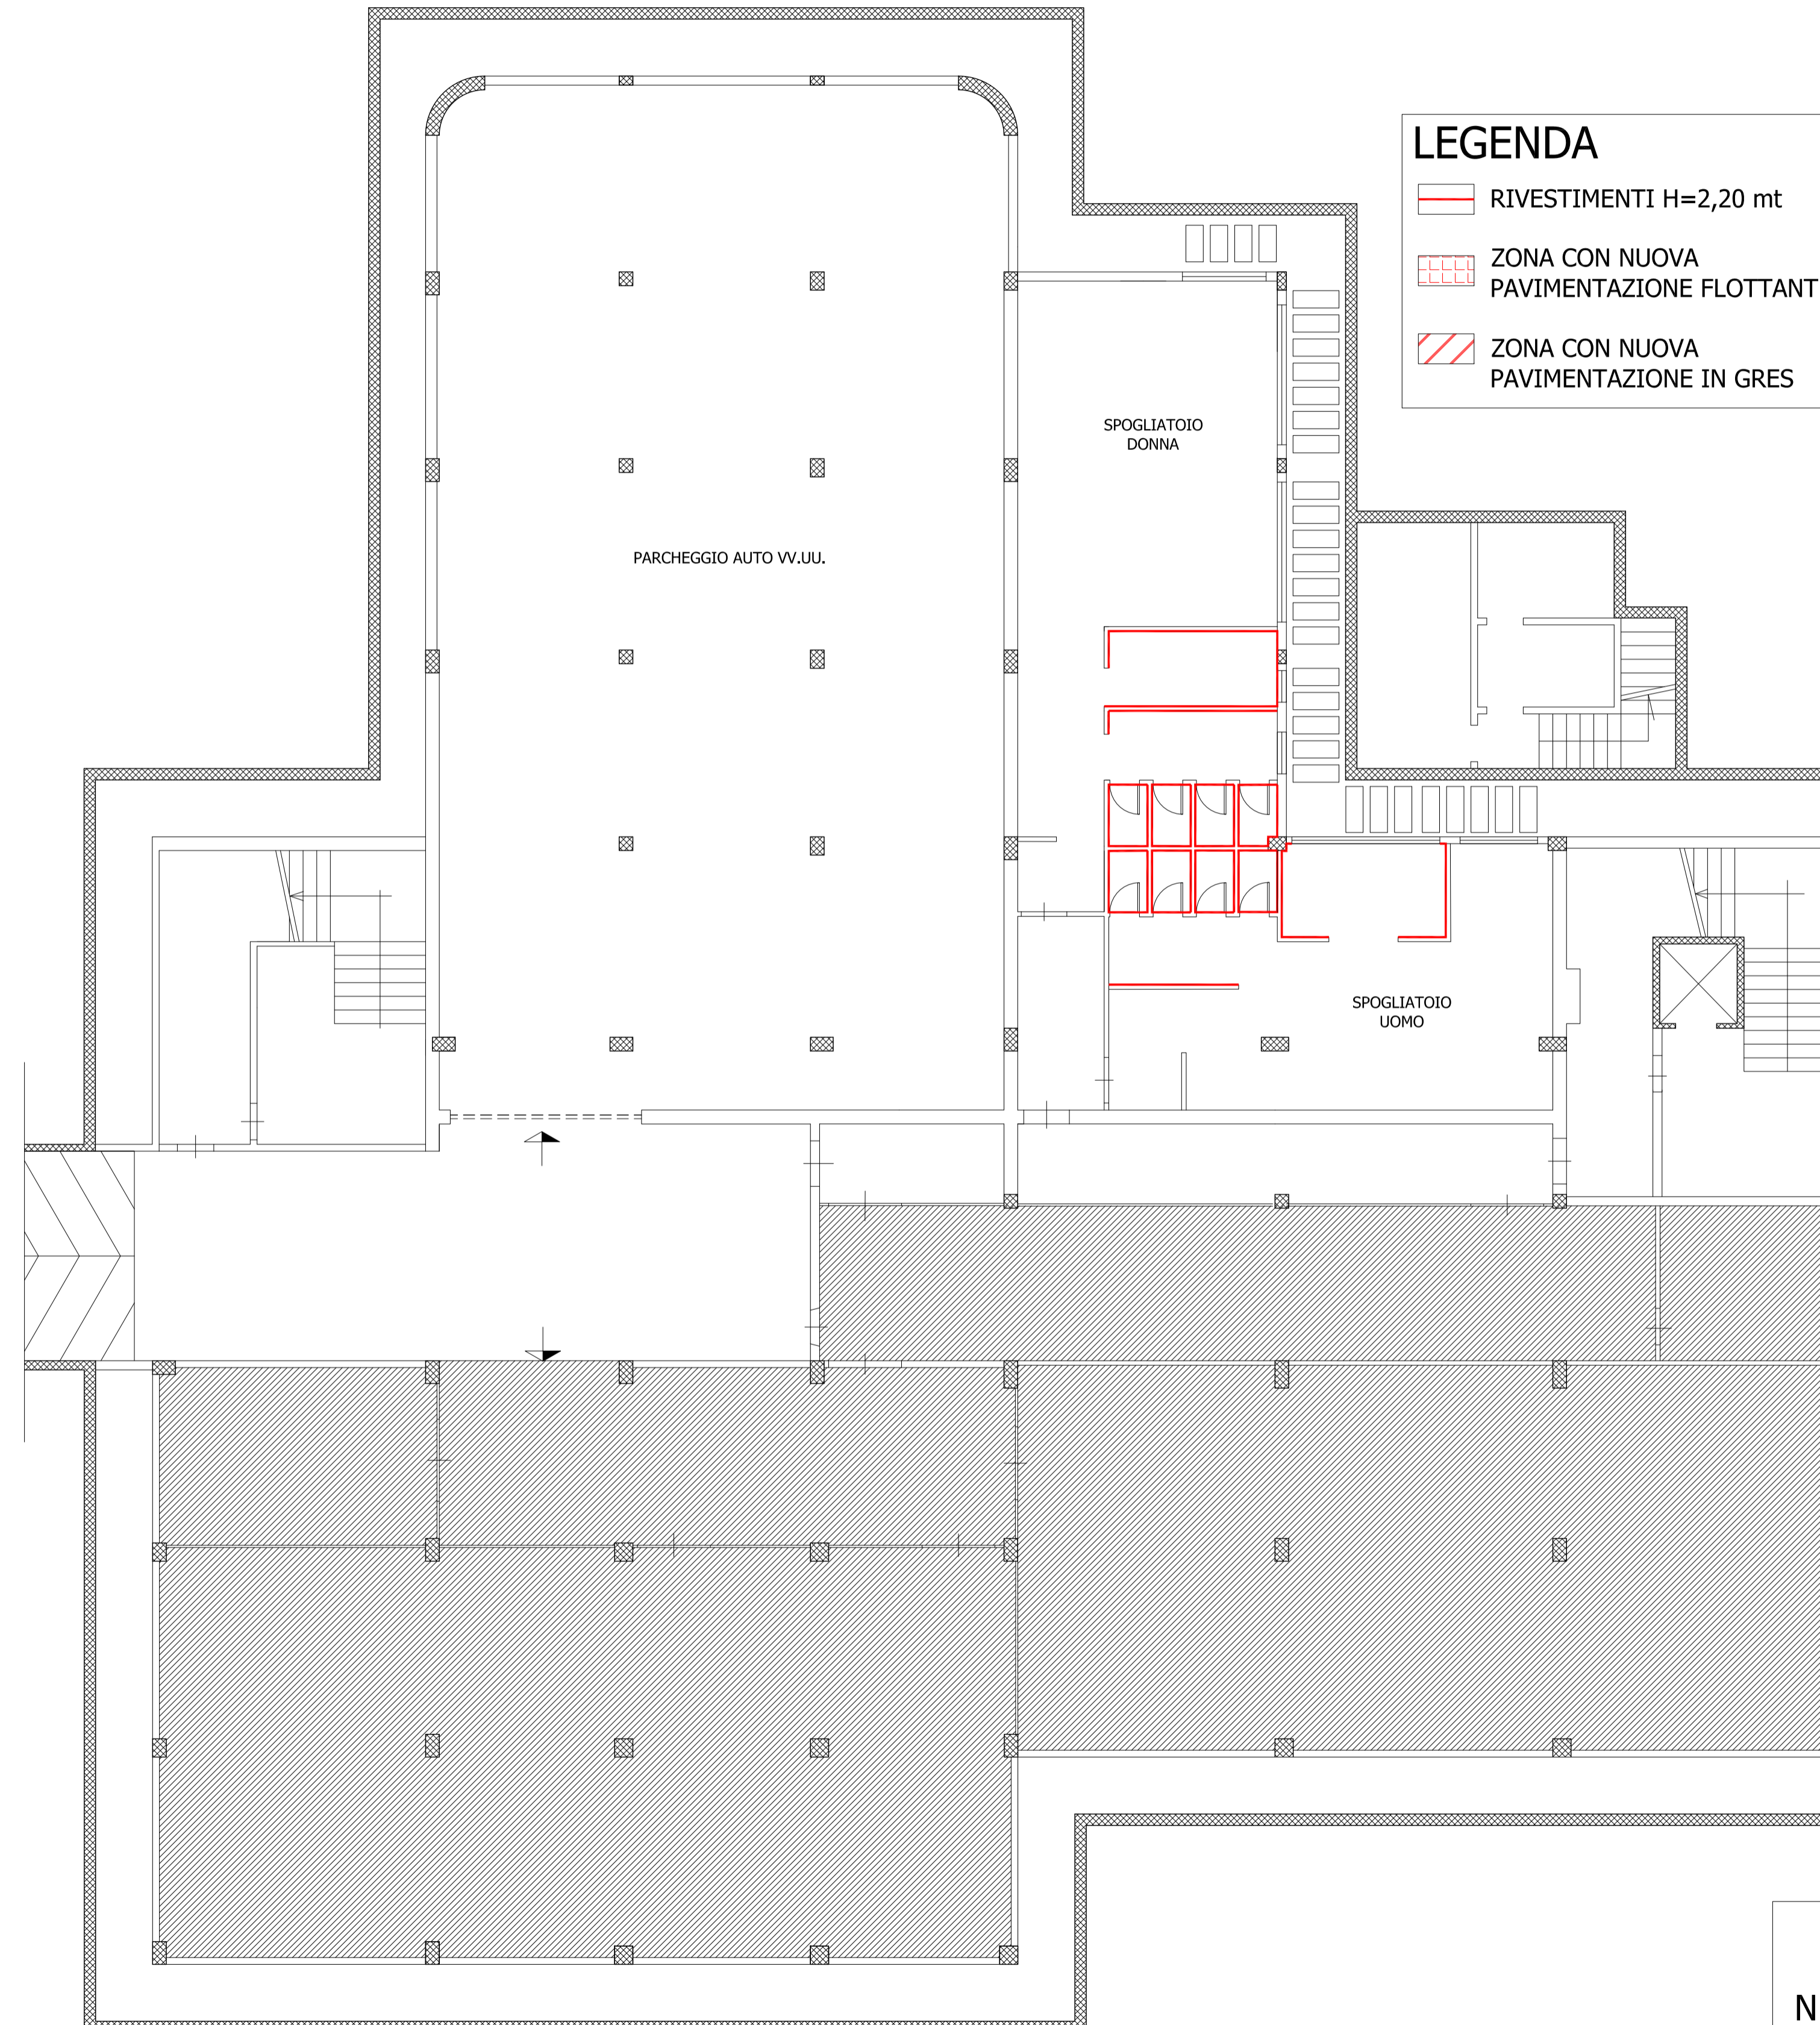 LEGENDA
RIVESTIMENTI H=2,20 mt
ZONA CON NUOVA
PAVIMENTAZIONE FLOTTANT
ZONA CON NUOVA
PAVIMENTAZIONE IN GRES
SPOGLIATOIO
DONNA
PARCHEGGIO AUTO VV.UU.
SPOGLIATOIO
UOMO
N